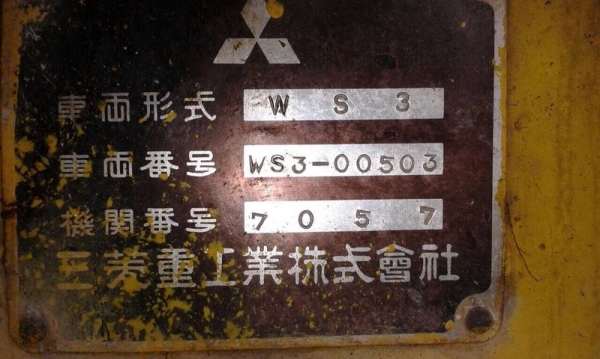 車両形式 WS3
車両番号 WS3-00503
機関番号 7057
三菱重工業株式會社